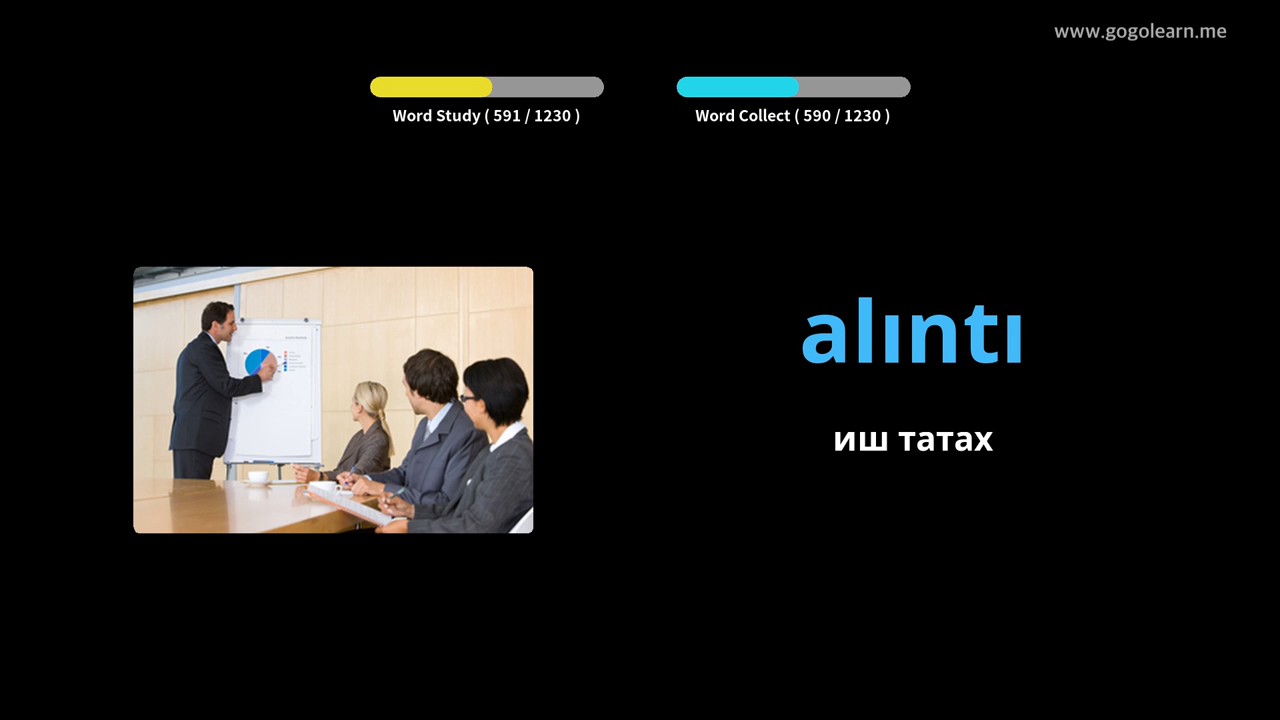 www.gogolearn.me
Word Study ( 591 / 1230 )
Word Collect ( 590 / 1230 )
alıntı
иш татах